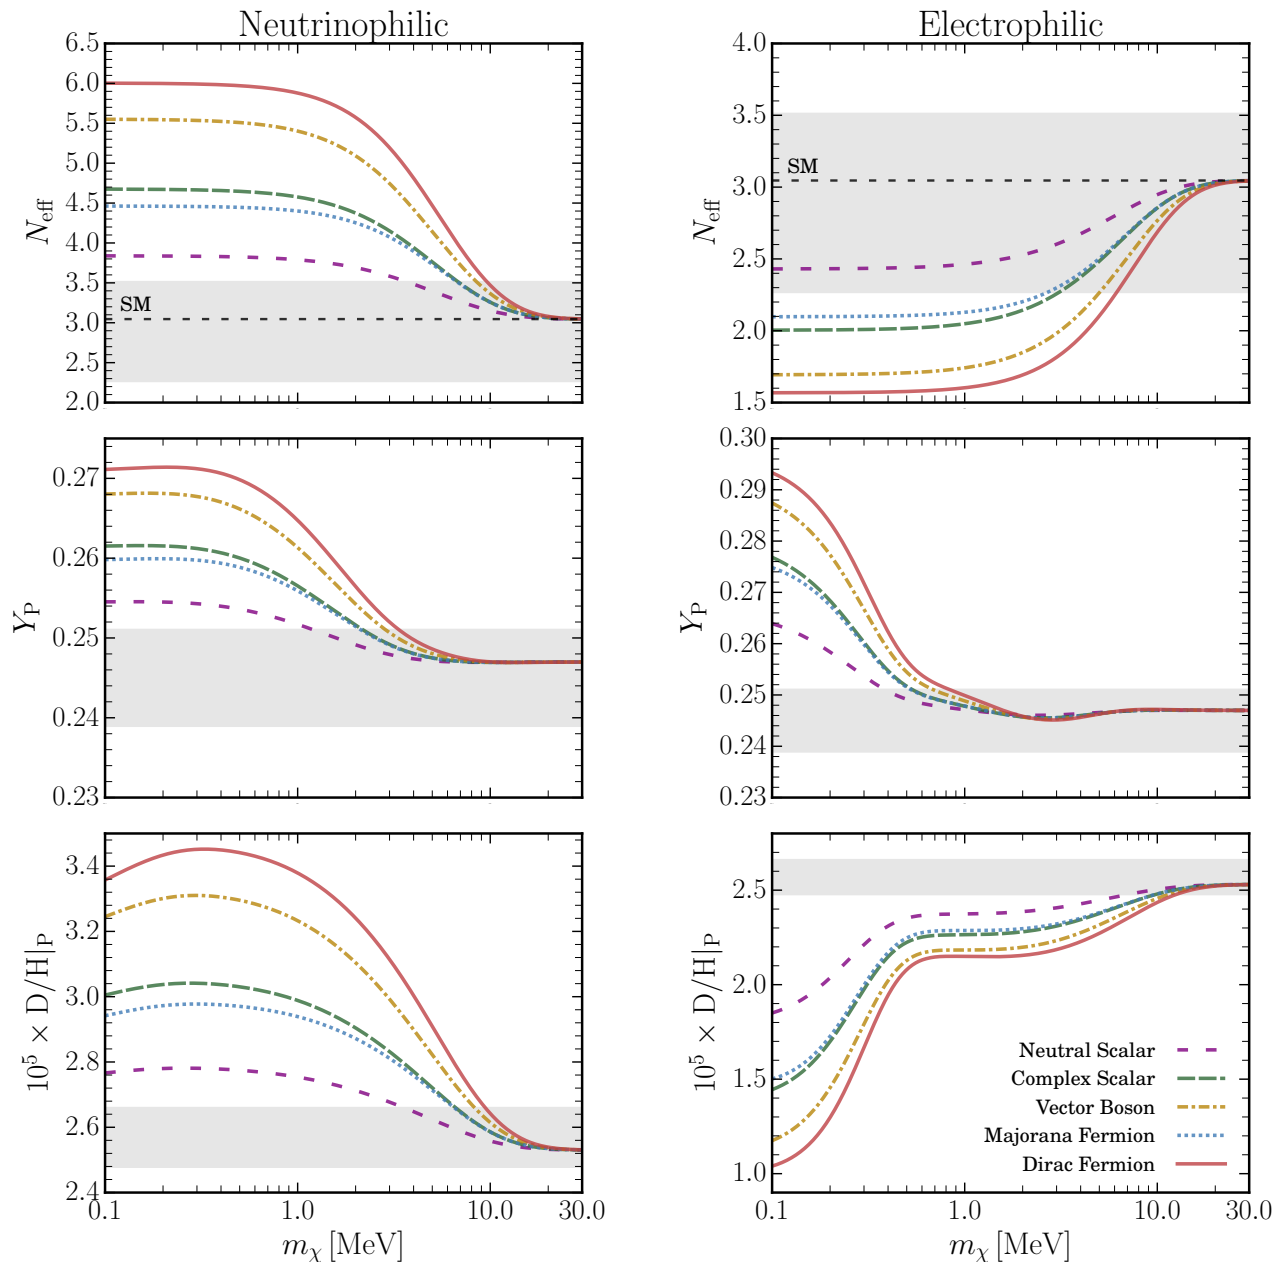 Neutrinophilic
6.5
6.0
5.5
5.0
4.5
4.0
3.5
3.0
2.5
2.0
N_eff
SM
Electrophilic
4.0
3.5
3.0
2.5
2.0
1.5
N_eff
SM
0.27
0.26
0.25
0.24
0.23
Y_P
0.30
0.29
0.28
0.27
0.26
0.25
0.24
0.23
Y_P
3.4
3.2
3.0
2.8
2.6
2.4
10^5 × D/H|_P
0.1 1.0 10.0 30.0
m_χ [MeV]
2.5
2.0
1.5
1.0
10^5 × D/H|_P
Neutral Scalar
Complex Scalar
Vector Boson
Majorana Fermion
Dirac Fermion
0.1 1.0 10.0 30.0
m_χ [MeV]